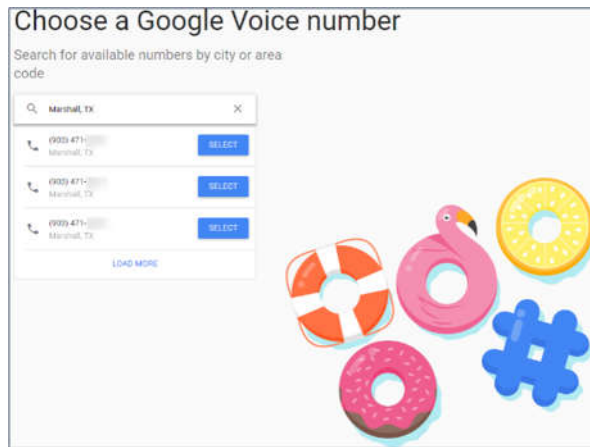 Choose a Google Voice number
Search for available numbers by city or area
code
Marshall, TX
(903) 471-
Marshall, TX
SELECT
(903) 471-
Marshall, TX
SELECT
(903) 471-
Marshall, TX
SELECT
LOAD MORE